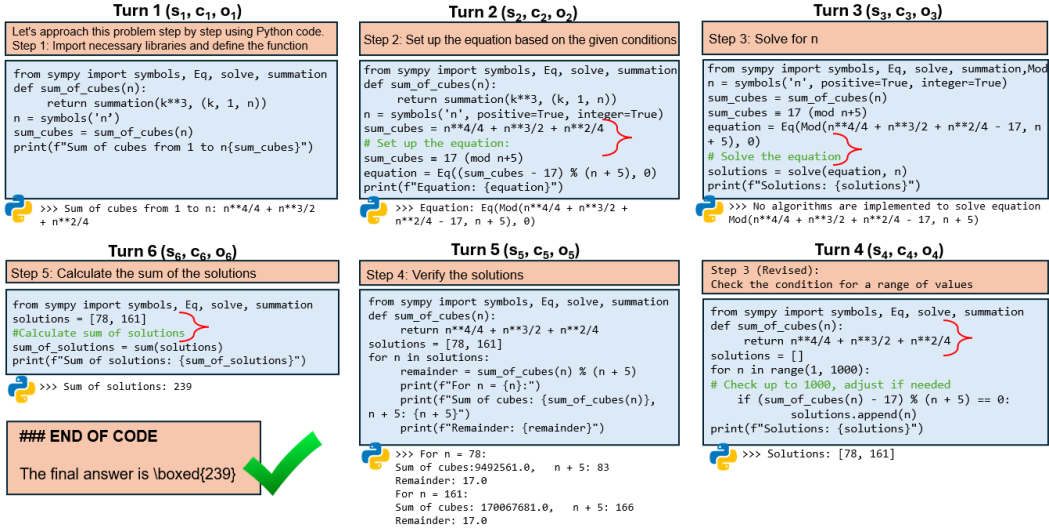 Turn 1 (s1, c1, o1)
Let's approach this problem step by step using Python code.
Step 1: Import necessary libraries and define the function
from sympy import symbols, Eq, solve, summation
def sum_of_cubes(n):
    return summation(k**3, (k, 1, n))
n = symbols('n’)
sum_cubes = sum_of_cubes(n)
print(f"Sum of cubes from 1 to n{sum_cubes}")
>>> Sum of cubes from 1 to n: n**4/4 + n**3/2
+ n**2/4
Turn 2 (s2, c2, o2)
Step 2: Set up the equation based on the given conditions
from sympy import symbols, Eq, solve, summation
def sum_of_cubes(n):
    return summation(k**3, (k, 1, n))
n = symbols('n', positive=True, integer=True)
sum_cubes = n**4/4 + n**3/2 + n**2/4
# Set up the equation:
sum_cubes ≡ 17 (mod n+5)
equation = Eq((sum_cubes - 17) % (n + 5), 0)
print(f"Equation: {equation}")
>>> Equation: Eq(Mod(n**4/4 + n**3/2 +
n**2/4 - 17, n + 5), 0)
Turn 3 (s3, c3, o3)
Step 3: Solve for n
from sympy import symbols, Eq, solve, summation,Mod
n = symbols('n', positive=True, integer=True)
sum_cubes = sum_of_cubes(n)
sum_cubes ≡ 17 (mod n+5)
equation = Eq(Mod(n**4/4 + n**3/2 + n**2/4 - 17, n
+ 5), 0)
# Solve the equation
solutions = solve(equation, n)
print(f"Solutions: {solutions}")
>>> No algorithms are implemented to solve equation
Mod(n**4/4 + n**3/2 + n**2/4 - 17, n + 5)
Turn 4 (s4, c4, o4)
Step 3 (Revised):
Check the condition for a range of values
from sympy import symbols, Eq, solve, summation
def sum_of_cubes(n):
    return n**4/4 + n**3/2 + n**2/4
solutions = []
for n in range(1, 1000):
# Check up to 1000, adjust if needed
    if (sum_of_cubes(n) - 17) % (n + 5) == 0:
        solutions.append(n)
print(f"Solutions: {solutions}")
>>> Solutions: [78, 161]
Turn 5 (s5, c5, o5)
Step 4: Verify the solutions
from sympy import symbols, Eq, solve, summation
def sum_of_cubes(n):
    return n**4/4 + n**3/2 + n**2/4
solutions = [78, 161]
for n in solutions:
    remainder = sum_of_cubes(n) % (n + 5)
    print(f"For n = {n}:")
    print(f"Sum of cubes: {sum_of_cubes(n)},
n + 5: {n + 5}")
    print(f"Remainder: {remainder}")
>>> For n = 78:
Sum of cubes:9492561.0,   n + 5: 83
Remainder: 17.0
For n = 161:
Sum of cubes: 170067681.0,   n + 5: 166
Remainder: 17.0
Turn 6 (s6, c6, o6)
Step 5: Calculate the sum of the solutions
from sympy import symbols, Eq, solve, summation
solutions = [78, 161]
#Calculate sum of solutions
sum_of_solutions = sum(solutions)
print(f"Sum of solutions: {sum_of_solutions}")
>>> Sum of solutions: 239
### END OF CODE
The final answer is \boxed{239}